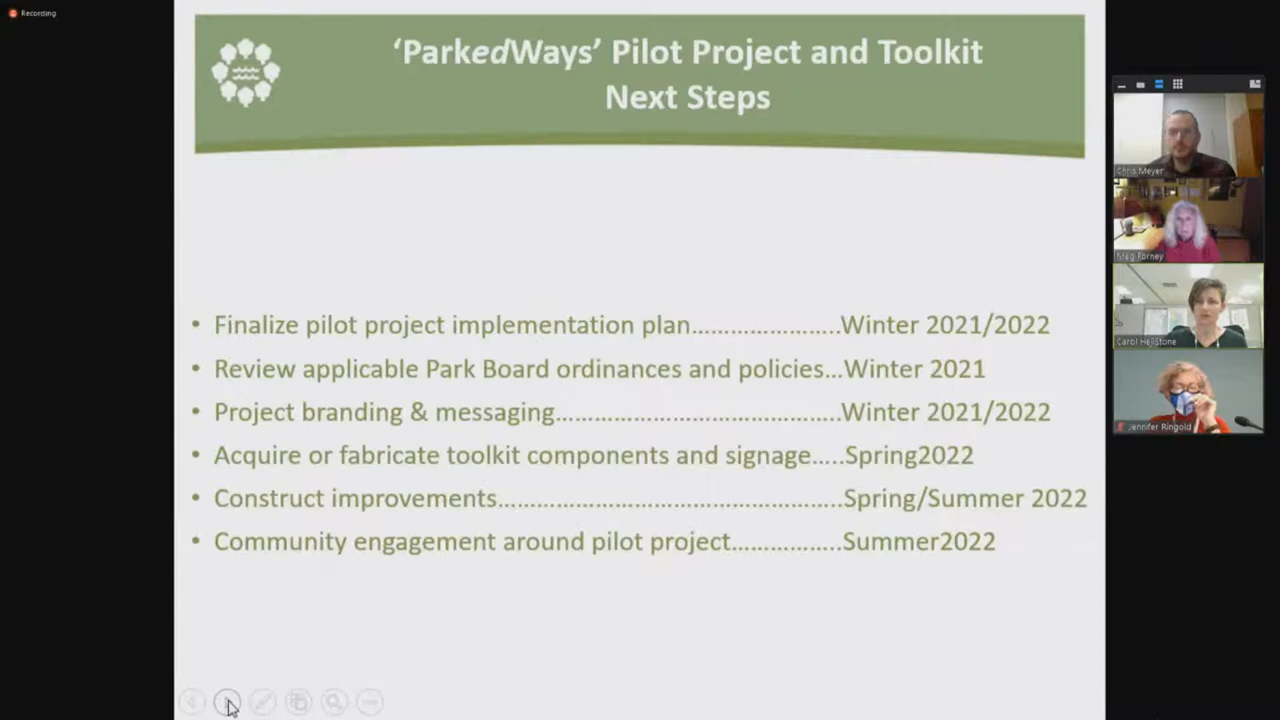 Recording
‘ParkedWays’ Pilot Project and Toolkit
Next Steps
• Finalize pilot project implementation plan…………………..Winter 2021/2022
• Review applicable Park Board ordinances and policies…Winter 2021
• Project branding & messaging……………………………………..Winter 2021/2022
• Acquire or fabricate toolkit components and signage…..Spring2022
• Construct improvements……………………………………………..Spring/Summer 2022
• Community engagement around pilot project……………..Summer2022
Chris Meyer
Meg Forney
Carol HejlStone
Jennifer Ringold